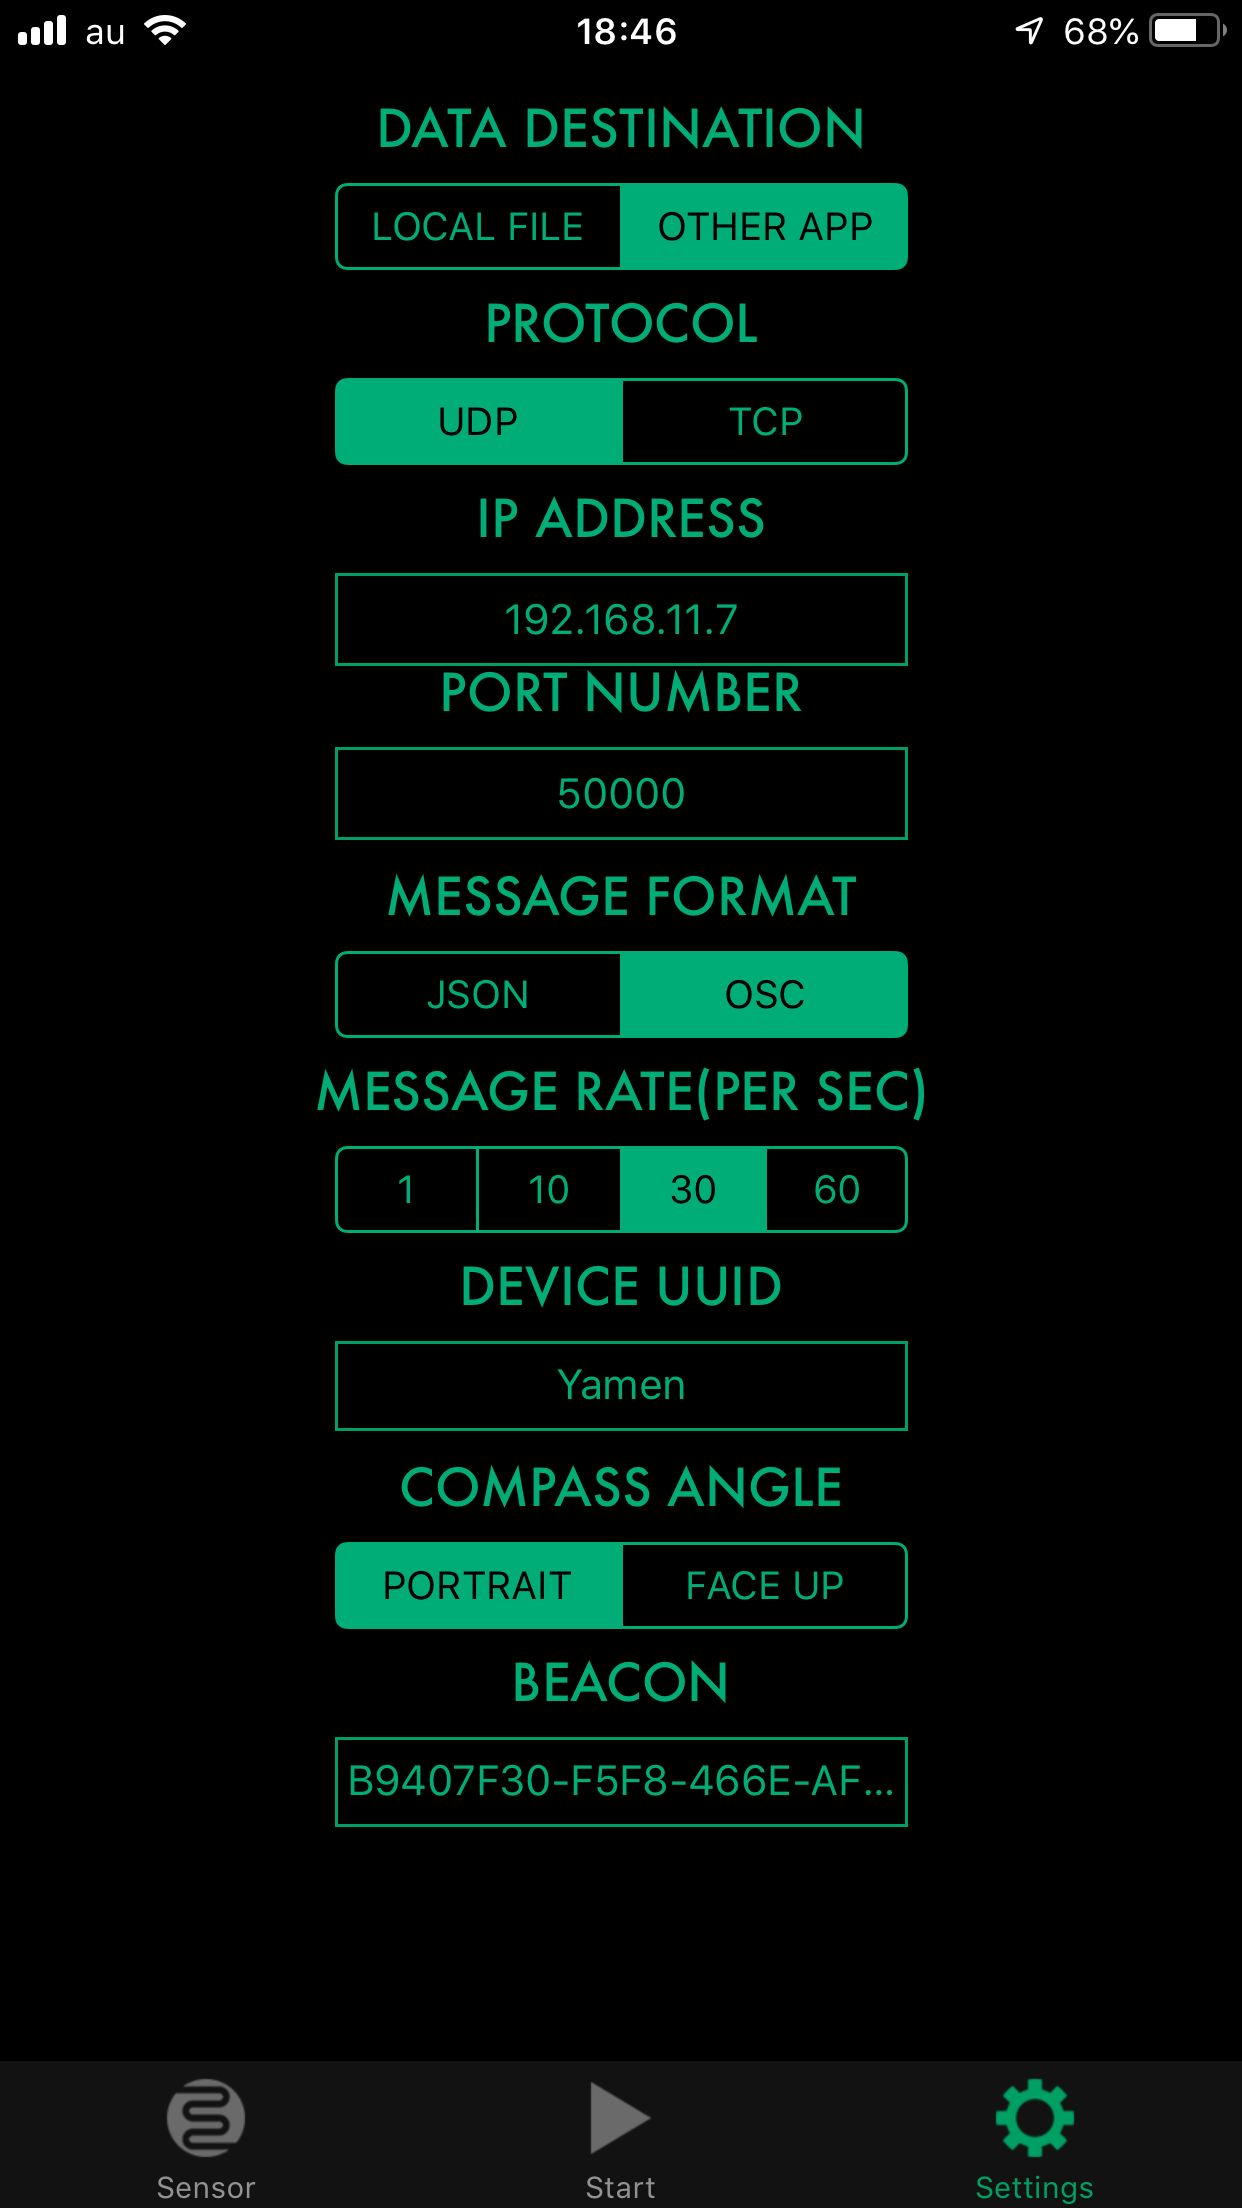 au 18:46 68%
DATA DESTINATION
LOCAL FILE OTHER APP
PROTOCOL
UDP TCP
IP ADDRESS
192.168.11.7
PORT NUMBER
50000
MESSAGE FORMAT
JSON OSC
MESSAGE RATE(PER SEC)
1 10 30 60
DEVICE UUID
Yamen
COMPASS ANGLE
PORTRAIT FACE UP
BEACON
B9407F30-F5F8-466E-AF...
Sensor Start Settings